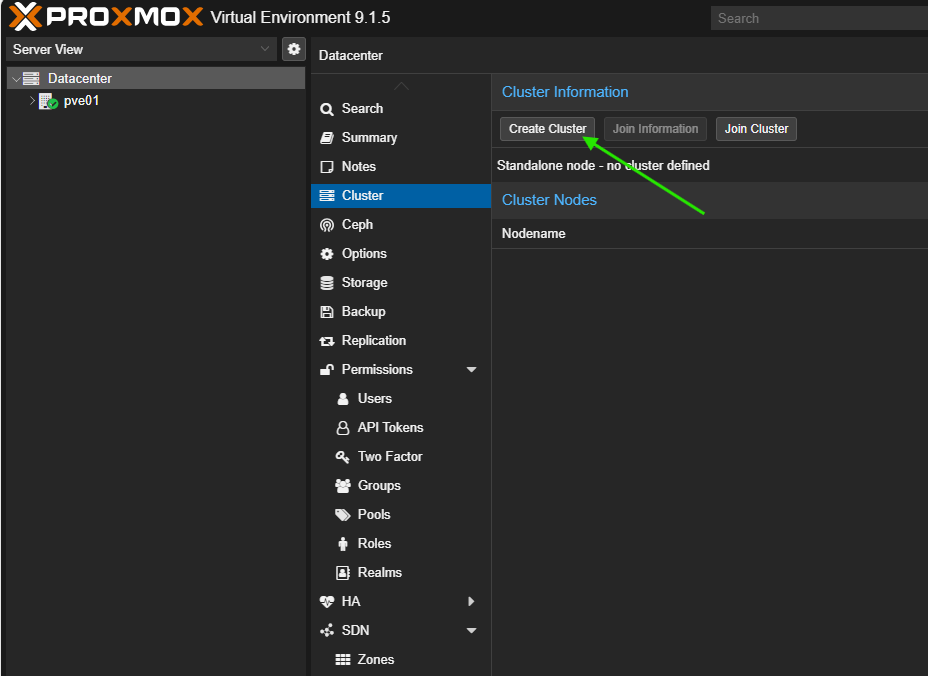 PROXMOX Virtual Environment 9.1.5 Search
Server View
Datacenter
Datacenter
pve01
Search
Summary
Notes
Cluster
Ceph
Options
Storage
Backup
Replication
Permissions
Users
API Tokens
Two Factor
Groups
Pools
Roles
Realms
HA
SDN
Zones
Cluster Information
Create Cluster Join Information Join Cluster
Standalone node - no cluster defined
Cluster Nodes
Nodename